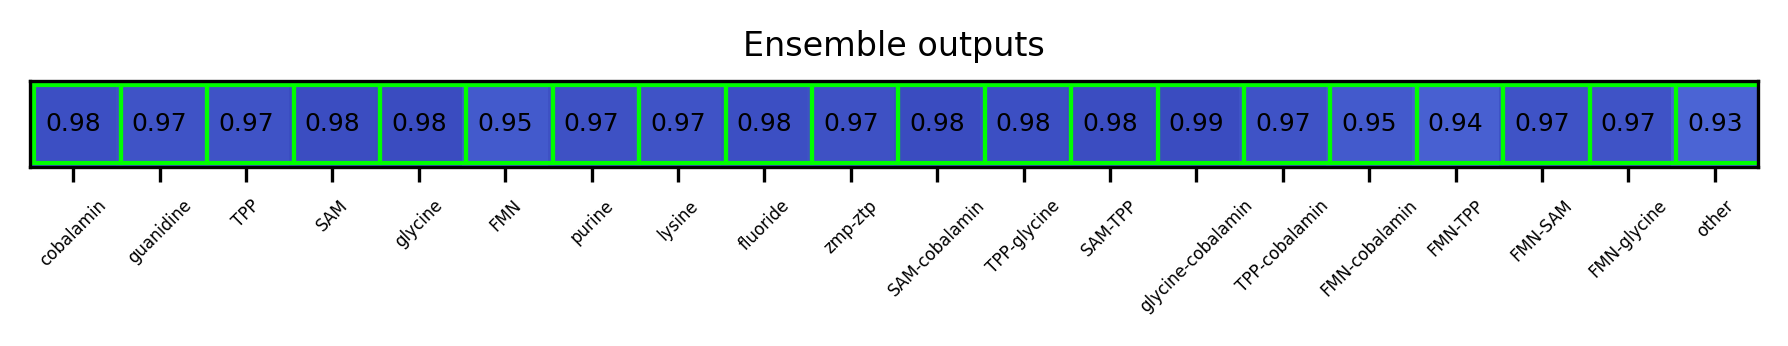 Ensemble outputs
0.98 0.97 0.97 0.98 0.98 0.95 0.97 0.97 0.98 0.97 0.98 0.98 0.98 0.99 0.97 0.95 0.94 0.97 0.97 0.93
cobalamin guanidine TPP SAM glycine FMN purine lysine fluoride zmp-ztp SAM-cobalamin TPP-glycine SAM-TPP glycine-cobalamin TPP-cobalamin FMN-cobalamin FMN-TPP FMN-SAM FMN-glycine other